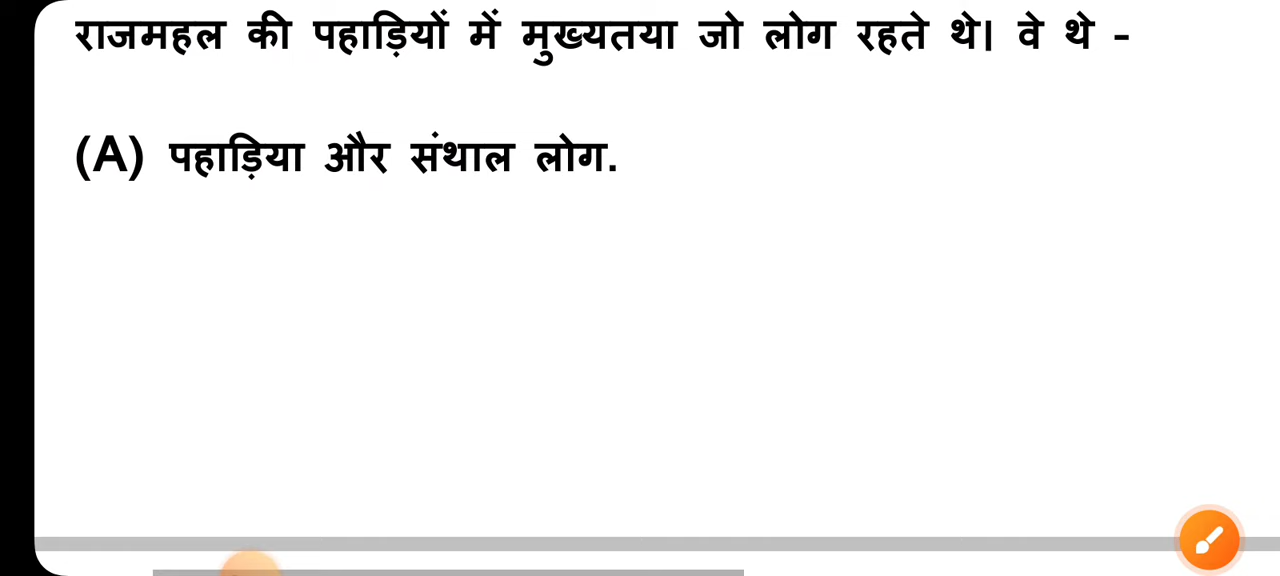 राजमहल की पहाड़ियों में मुख्यतया जो लोग रहते थे। वे थे -
(A) पहाड़िया और संथाल लोग.